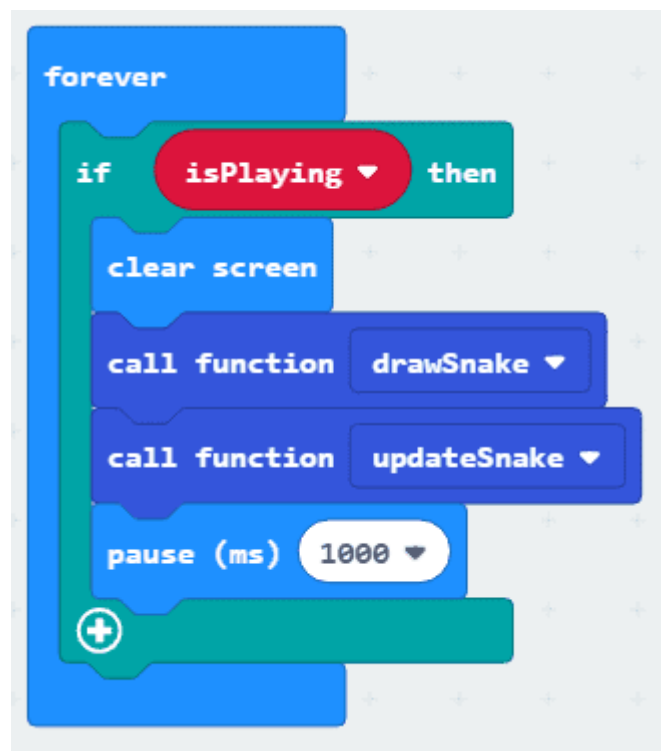 forever
if isPlaying then
clear screen
call function drawSnake
call function updateSnake
pause (ms) 1000